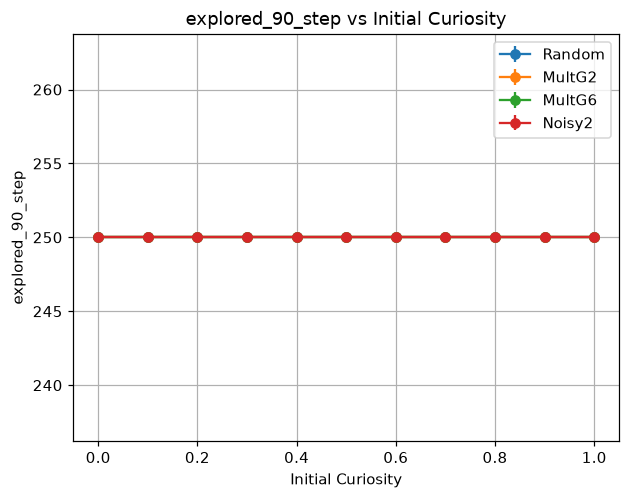 explored_90_step vs Initial Curiosity
Random
MultG2
MultG6
Noisy2
explored_90_step
260
255
250
245
240
0.0
0.2
0.4
0.6
0.8
1.0
Initial Curiosity